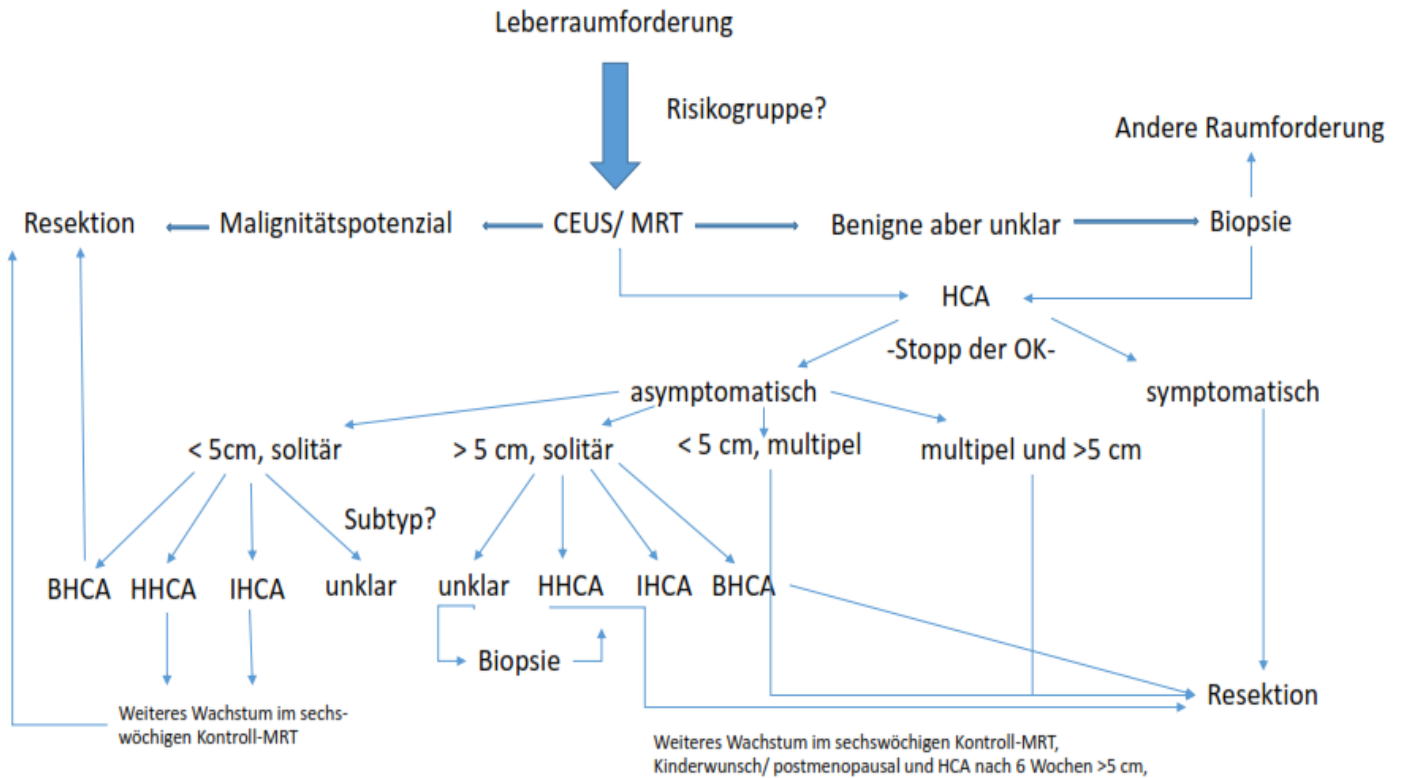 Leberraumforderung
Risikogruppe?
Andere Raumforderung
Resektion
Malignitätspotenzial
CEUS/ MRT
Benigne aber unklar
Biopsie
HCA
-Stopp der OK-
asymptomatisch
symptomatisch
< 5cm, solitär
> 5 cm, solitär
< 5 cm, multipel
multipel und >5 cm
Subtyp?
BHCA
HHCA
IHCA
unklar
unklar
HHCA
IHCA
BHCA
Biopsie
Resektion
Weiteres Wachstum im sechs-
wöchigen Kontroll-MRT
Weiteres Wachstum im sechswöchigen Kontroll-MRT,
Kinderwunsch/ postmenopausal und HCA nach 6 Wochen >5 cm,